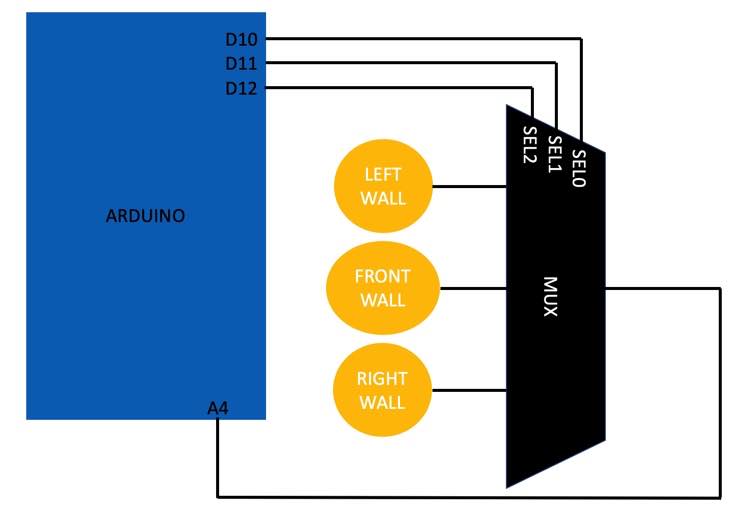 D10
D11
D12
SEL2
SEL1
SEL0
LEFT
WALL
ARDUINO
FRONT
WALL
MUX
RIGHT
WALL
A4